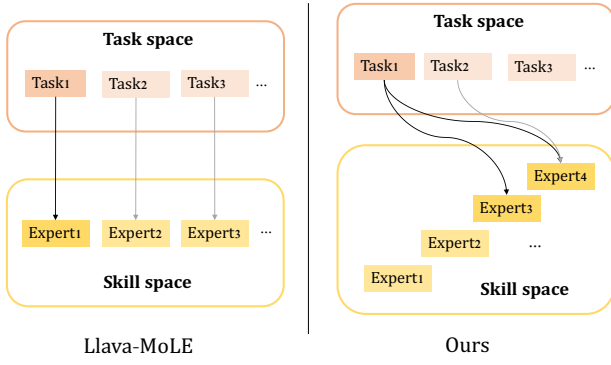 Task space
Task1 Task2 Task3 ...
Expert1 Expert2 Expert3 ...
Skill space
Llava-MoLE
Task space
Task1 Task2 Task3 ...
Expert4
Expert3
Expert2 ...
Expert1
Skill space
Ours